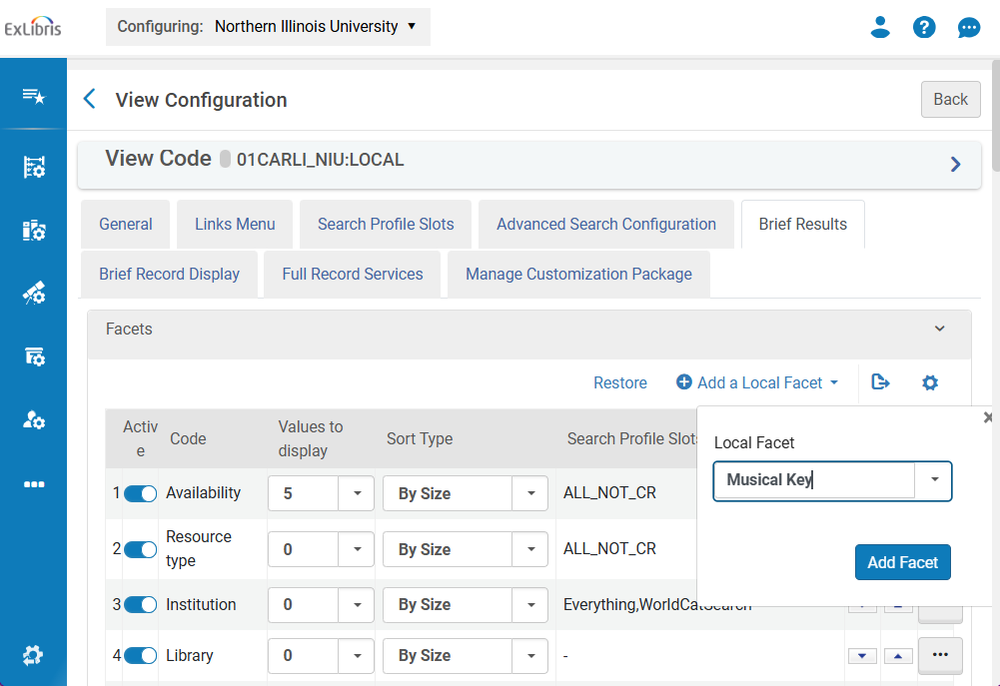 ExLibris
Configuring: Northern Illinois University
View Configuration
Back
View Code 01CARLI_NIU:LOCAL
General
Links Menu
Search Profile Slots
Advanced Search Configuration
Brief Results
Brief Record Display
Full Record Services
Manage Customization Package
Facets
Restore
Add a Local Facet
Active
Code
Values to display
Sort Type
Search Profile Slots
Local Facet
Musical Key
Add Facet
1 Availability 5 By Size ALL_NOT_CR
2 Resource type 0 By Size ALL_NOT_CR
3 Institution 0 By Size Everything,WorldCatSearch
4 Library 0 By Size -